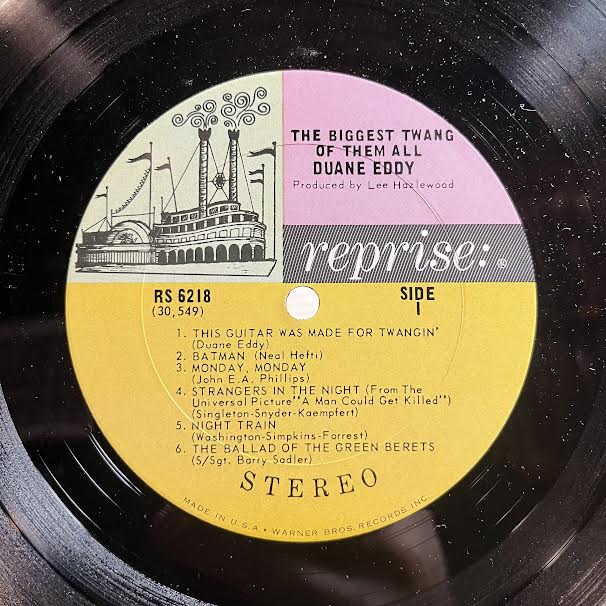 THE BIGGEST TWANG
OF THEM ALL
DUANE EDDY
Produced by Lee Hazlewood
reprise:®
RS 6218
(30,549)
SIDE
1
1. THIS GUITAR WAS MADE FOR TWANGIN'
(Duane Eddy)
2. BATMAN (Neal Hefti)
3. MONDAY, MONDAY
(John E.A. Phillips)
4. STRANGERS IN THE NIGHT (From The
Universal Picture"A Man Could Get Killed")
(Singleton-Snyder-Kaempfert)
5. NIGHT TRAIN
(Washington-Simpkins-Forrest)
6. THE BALLAD OF THE GREEN BERETS
(S/Sgt. Barry Sadler)
STEREO
MADE IN U.S.A. • WARNER BROS. RECORDS INC.